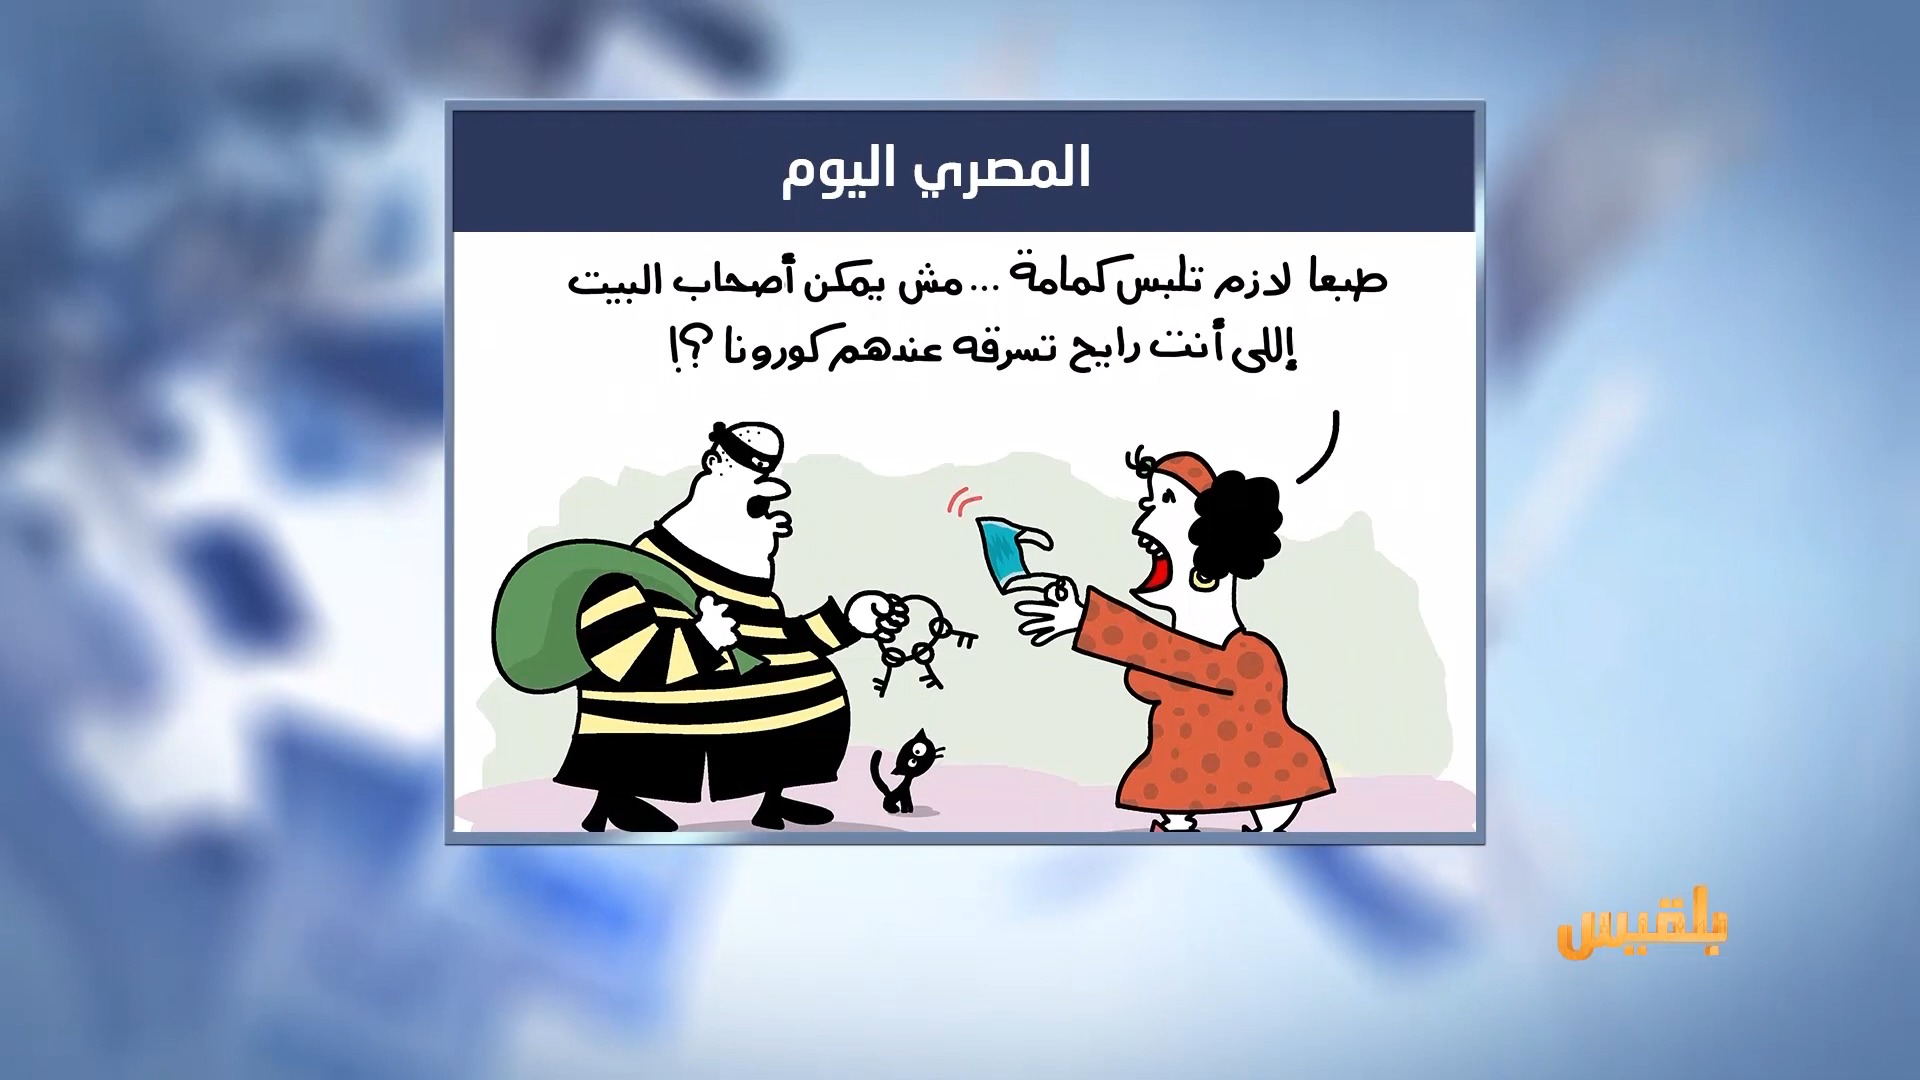 المصري اليوم
طبعا لازم تلبس كمامة ...مش يمكن أصحاب البيت
إللى أنت رايح تسرقه عندهم كورونا ؟!
بلقيس